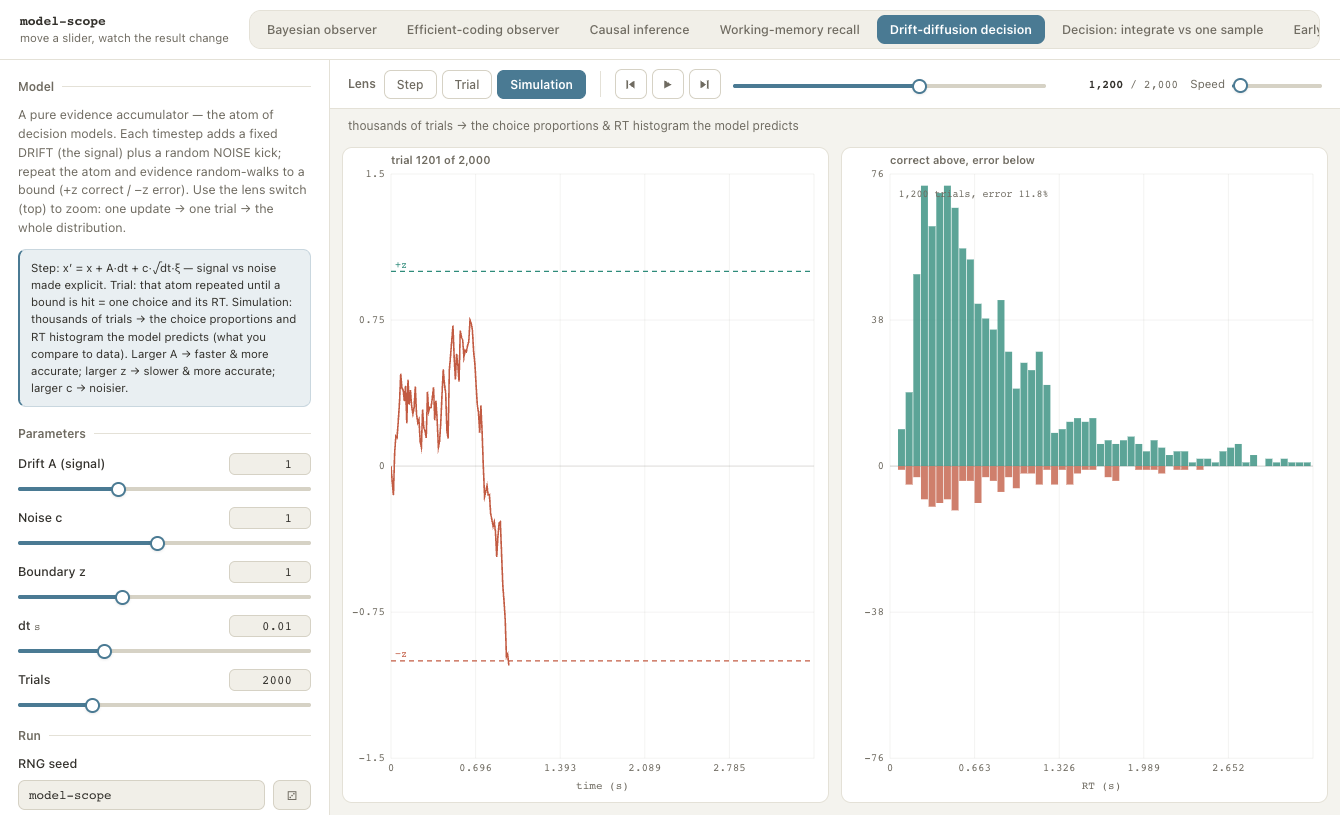 model-scope
move a slider, watch the result change
Bayesian observer Efficient-coding observer Causal inference Working-memory recall Drift-diffusion decision Decision: integrate vs one sample Early
Model
A pure evidence accumulator — the atom of
decision models. Each timestep adds a fixed
DRIFT (the signal) plus a random NOISE kick;
repeat the atom and evidence random-walks to a
bound (+z correct / −z error). Use the lens switch
(top) to zoom: one update → one trial → the
whole distribution.
Step: x′ = x + A·dt + c·√dt·ξ — signal vs noise
made explicit. Trial: that atom repeated until a
bound is hit = one choice and its RT. Simulation:
thousands of trials → the choice proportions and
RT histogram the model predicts (what you
compare to data). Larger A → faster & more
accurate; larger z → slower & more accurate;
larger c → noisier.
Parameters
Drift A (signal) 1
Noise c 1
Boundary z 1
dt s 0.01
Trials 2000
Run
RNG seed
model-scope
Lens Step Trial Simulation 1,200 / 2,000 Speed
thousands of trials → the choice proportions & RT histogram the model predicts
trial 1201 of 2,000
1.5
+z
0.75
0
−0.75
−z
−1.5
0 0.696 1.393 2.089 2.785
time (s)
correct above, error below
76
1,200 trials, error 11.8%
38
0
−38
−76
0 0.663 1.326 1.989 2.652
RT (s)